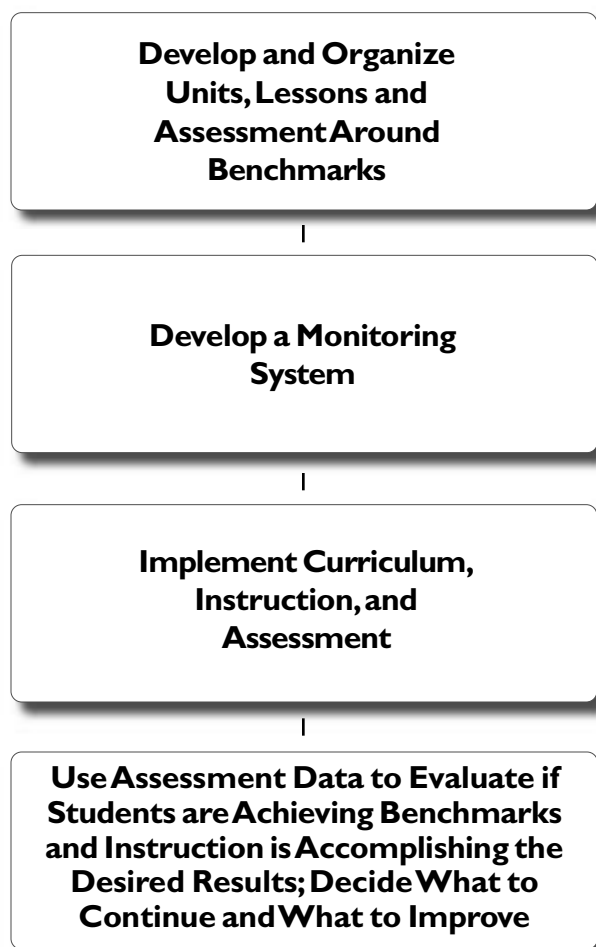 Develop and Organize
Units, Lessons and
Assessment Around
Benchmarks
Develop a Monitoring
System
Implement Curriculum,
Instruction, and
Assessment
Use Assessment Data to Evaluate if
Students are Achieving Benchmarks
and Instruction is Accomplishing the
Desired Results; Decide What to
Continue and What to Improve